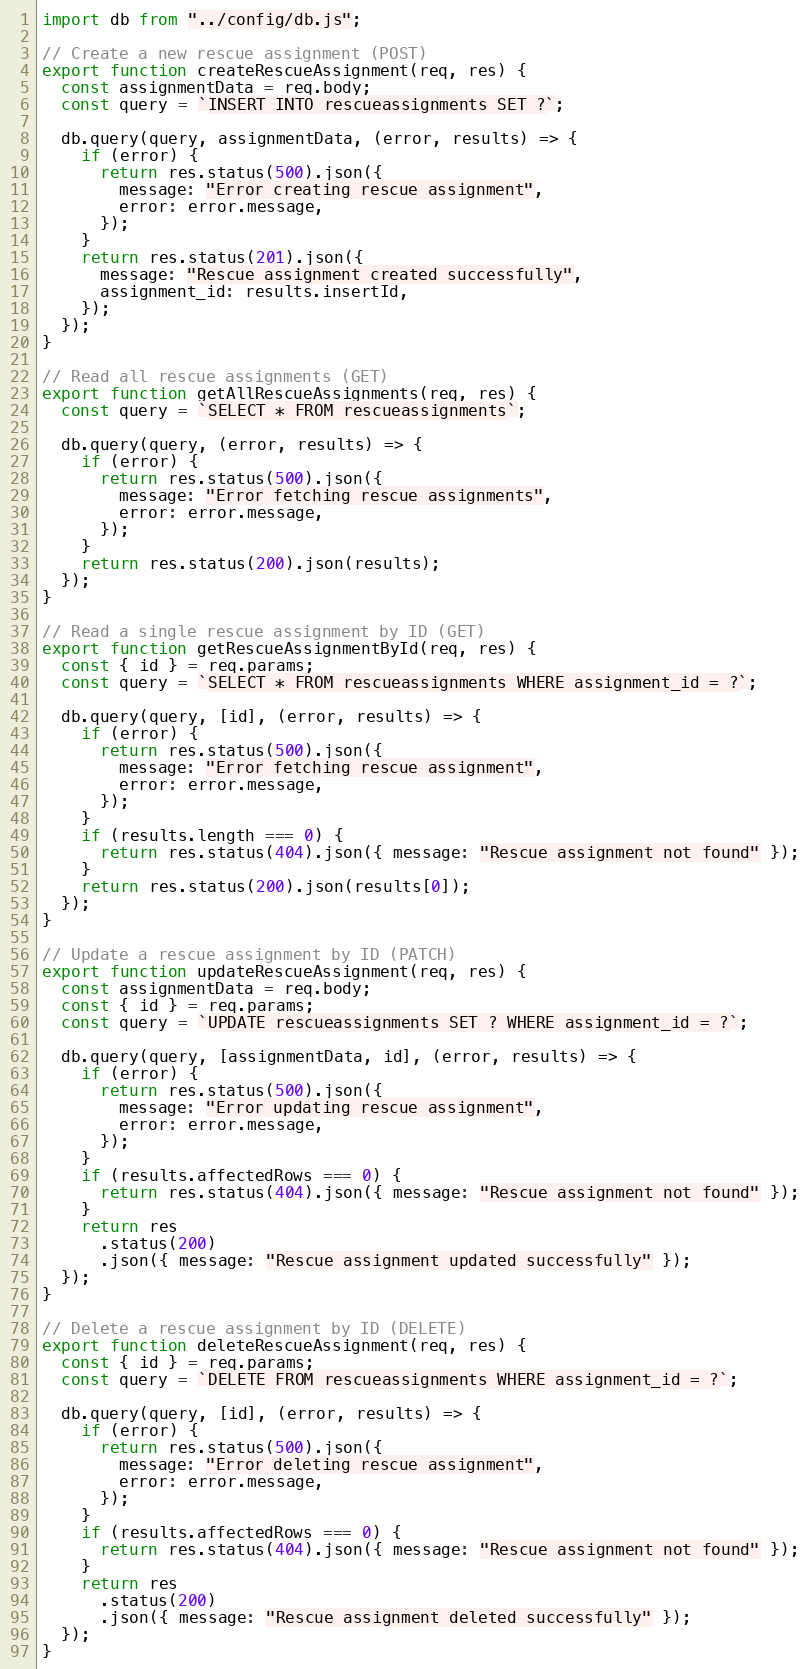 1 import db from "../config/db.js";
2
3 // Create a new rescue assignment (POST)
4 export function createRescueAssignment(req, res) {
5   const assignmentData = req.body;
6   const query = `INSERT INTO rescueassignments SET ?`;
7
8   db.query(query, assignmentData, (error, results) => {
9     if (error) {
10       return res.status(500).json({
11         message: "Error creating rescue assignment",
12         error: error.message,
13       });
14     }
15     return res.status(201).json({
16       message: "Rescue assignment created successfully",
17       assignment_id: results.insertId,
18     });
19   });
20 }
21
22 // Read all rescue assignments (GET)
23 export function getAllRescueAssignments(req, res) {
24   const query = `SELECT * FROM rescueassignments`;
25
26   db.query(query, (error, results) => {
27     if (error) {
28       return res.status(500).json({
29         message: "Error fetching rescue assignments",
30         error: error.message,
31       });
32     }
33     return res.status(200).json(results);
34   });
35 }
36
37 // Read a single rescue assignment by ID (GET)
38 export function getRescueAssignmentById(req, res) {
39   const { id } = req.params;
40   const query = `SELECT * FROM rescueassignments WHERE assignment_id = ?`;
41
42   db.query(query, [id], (error, results) => {
43     if (error) {
44       return res.status(500).json({
45         message: "Error fetching rescue assignment",
46         error: error.message,
47       });
48     }
49     if (results.length === 0) {
50       return res.status(404).json({ message: "Rescue assignment not found" });
51     }
52     return res.status(200).json(results[0]);
53   });
54 }
55
56 // Update a rescue assignment by ID (PATCH)
57 export function updateRescueAssignment(req, res) {
58   const assignmentData = req.body;
59   const { id } = req.params;
60   const query = `UPDATE rescueassignments SET ? WHERE assignment_id = ?`;
61
62   db.query(query, [assignmentData, id], (error, results) => {
63     if (error) {
64       return res.status(500).json({
65         message: "Error updating rescue assignment",
66         error: error.message,
67       });
68     }
69     if (results.affectedRows === 0) {
70       return res.status(404).json({ message: "Rescue assignment not found" });
71     }
72     return res
73       .status(200)
74       .json({ message: "Rescue assignment updated successfully" });
75   });
76 }
77
78 // Delete a rescue assignment by ID (DELETE)
79 export function deleteRescueAssignment(req, res) {
80   const { id } = req.params;
81   const query = `DELETE FROM rescueassignments WHERE assignment_id = ?`;
82
83   db.query(query, [id], (error, results) => {
84     if (error) {
85       return res.status(500).json({
86         message: "Error deleting rescue assignment",
87         error: error.message,
88       });
89     }
90     if (results.affectedRows === 0) {
91       return res.status(404).json({ message: "Rescue assignment not found" });
92     }
93     return res
94       .status(200)
95       .json({ message: "Rescue assignment deleted successfully" });
96   });
97 }